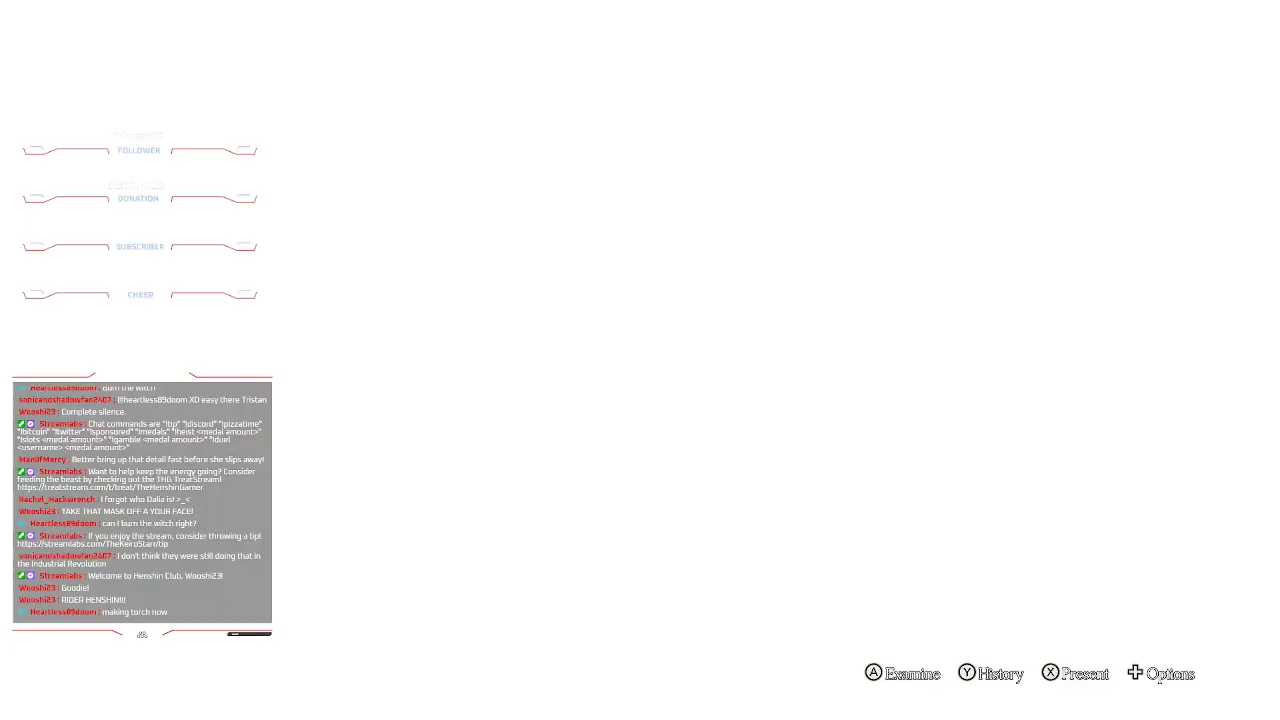 FOLLOWER
DONATION
SUBSCRIBER
CHEER
Heartless89doom : burn the witch
sonicandshadowfan2407 : @heartless89doom XD easy there Tristan
Wooshi23 : Complete silence.
Streamlabs : Chat commands are "!tip" "!discord" "!pizzatime"
"!bitcoin" "!twitter" "!sponsored" "!medals" "!heist <medal amount>"
"!slots <medal amount>" "!gamble <medal amount>" "!duel
<username> <medal amount>"
ManOfMercy : Better bring up that detail fast before she slips away!
Streamlabs : Want to help keep the energy going? Consider
feeding the beast by checking out the THG TreatStream!
https://treatstream.com/t/treat/TheHenshinGamer
Rachel_Hackwrench : I forgot who Dalia is! >_<
Wooshi23 : TAKE THAT MASK OFF A YOUR FACE!
Heartless89doom : can I burn the witch right?
Streamlabs : If you enjoy the stream, consider throwing a tip!
https://streamlabs.com/TheKeiroStarr/tip
sonicandshadowfan2407 : I don't think they were still doing that in
the Industrial Revolution
Streamlabs : Welcome to Henshin Club, Wooshi23!
Wooshi23 : Goodie!
Wooshi23 : RIDER HENSHIN!!!
Heartless89doom : making torch now
A Examine Y History X Present Options